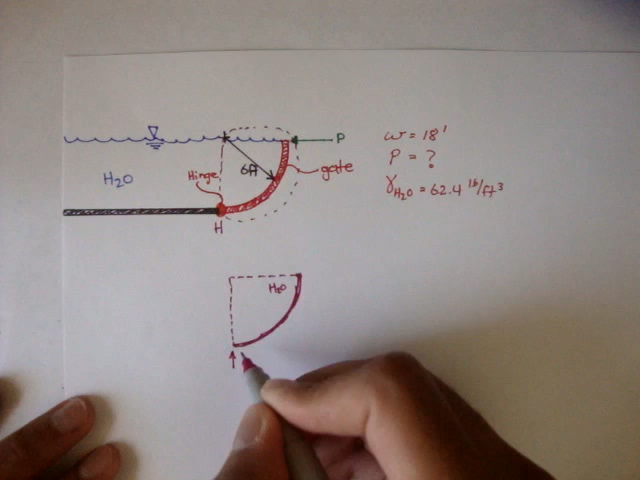 P
w = 18'
6ft
gate
P = ?
H2O
Hinge
γH2O = 62.4 lb/ft3
H
H2O